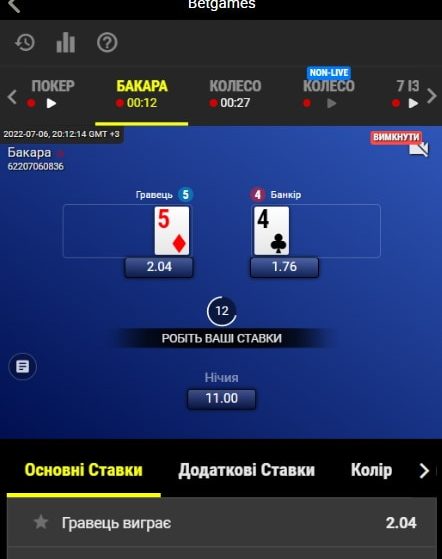 Betgames
NON-LIVE
ПОКЕР БАКАРА КОЛЕСО КОЛЕСО 7 ІЗ
00:12 00:27
2022-07-06, 20:12:14 GMT +3
ВИМКНУТИ
Бакара
62207060836
Гравець 5 4 Банкір
5 4
2.04 1.76
12
РОБІТЬ ВАШІ СТАВКИ
Нічия
11.00
Основні Ставки Додаткові Ставки Колір
Гравець виграє 2.04